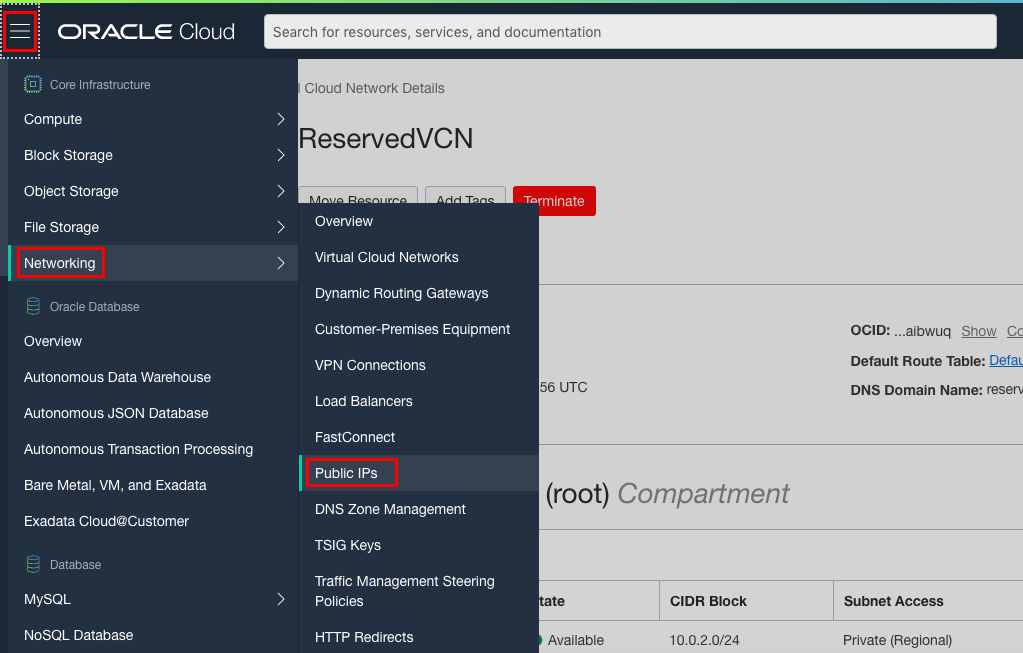 ORACLE Cloud
Search for resources, services, and documentation
Core Infrastructure
Compute
Block Storage
Object Storage
File Storage
Networking
Oracle Database
Overview
Autonomous Data Warehouse
Autonomous JSON Database
Autonomous Transaction Processing
Bare Metal, VM, and Exadata
Exadata Cloud@Customer
Database
MySQL
NoSQL Database
Overview
Virtual Cloud Networks
Dynamic Routing Gateways
Customer-Premises Equipment
VPN Connections
Load Balancers
FastConnect
Public IPs
DNS Zone Management
TSIG Keys
Traffic Management Steering
Policies
HTTP Redirects
Cloud Network Details
ReservedVCN
Move Resource Add Tags Terminate
OCID: ...aibwuq Show Co
Default Route Table: Defau
56 UTC
DNS Domain Name: reserv
(root) Compartment
tate CIDR Block Subnet Access
Available 10.0.2.0/24 Private (Regional)